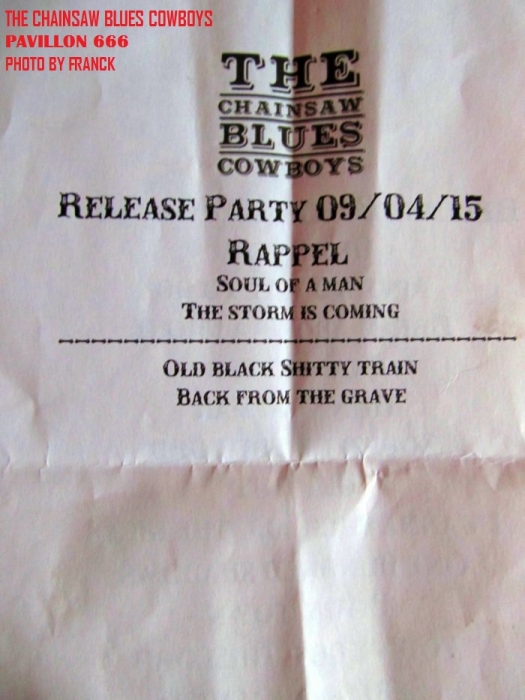 THE CHAINSAW BLUES COWBOYS
PAVILLON 666
PHOTO BY FRANCK
THE
CHAINSAW
BLUES
COWBOYS
RELEASE PARTY 09/04/15
RAPPEL
SOUL OF A MAN
THE STORM IS COMING
OLD BLACK SHITTY TRAIN
BACK FROM THE GRAVE